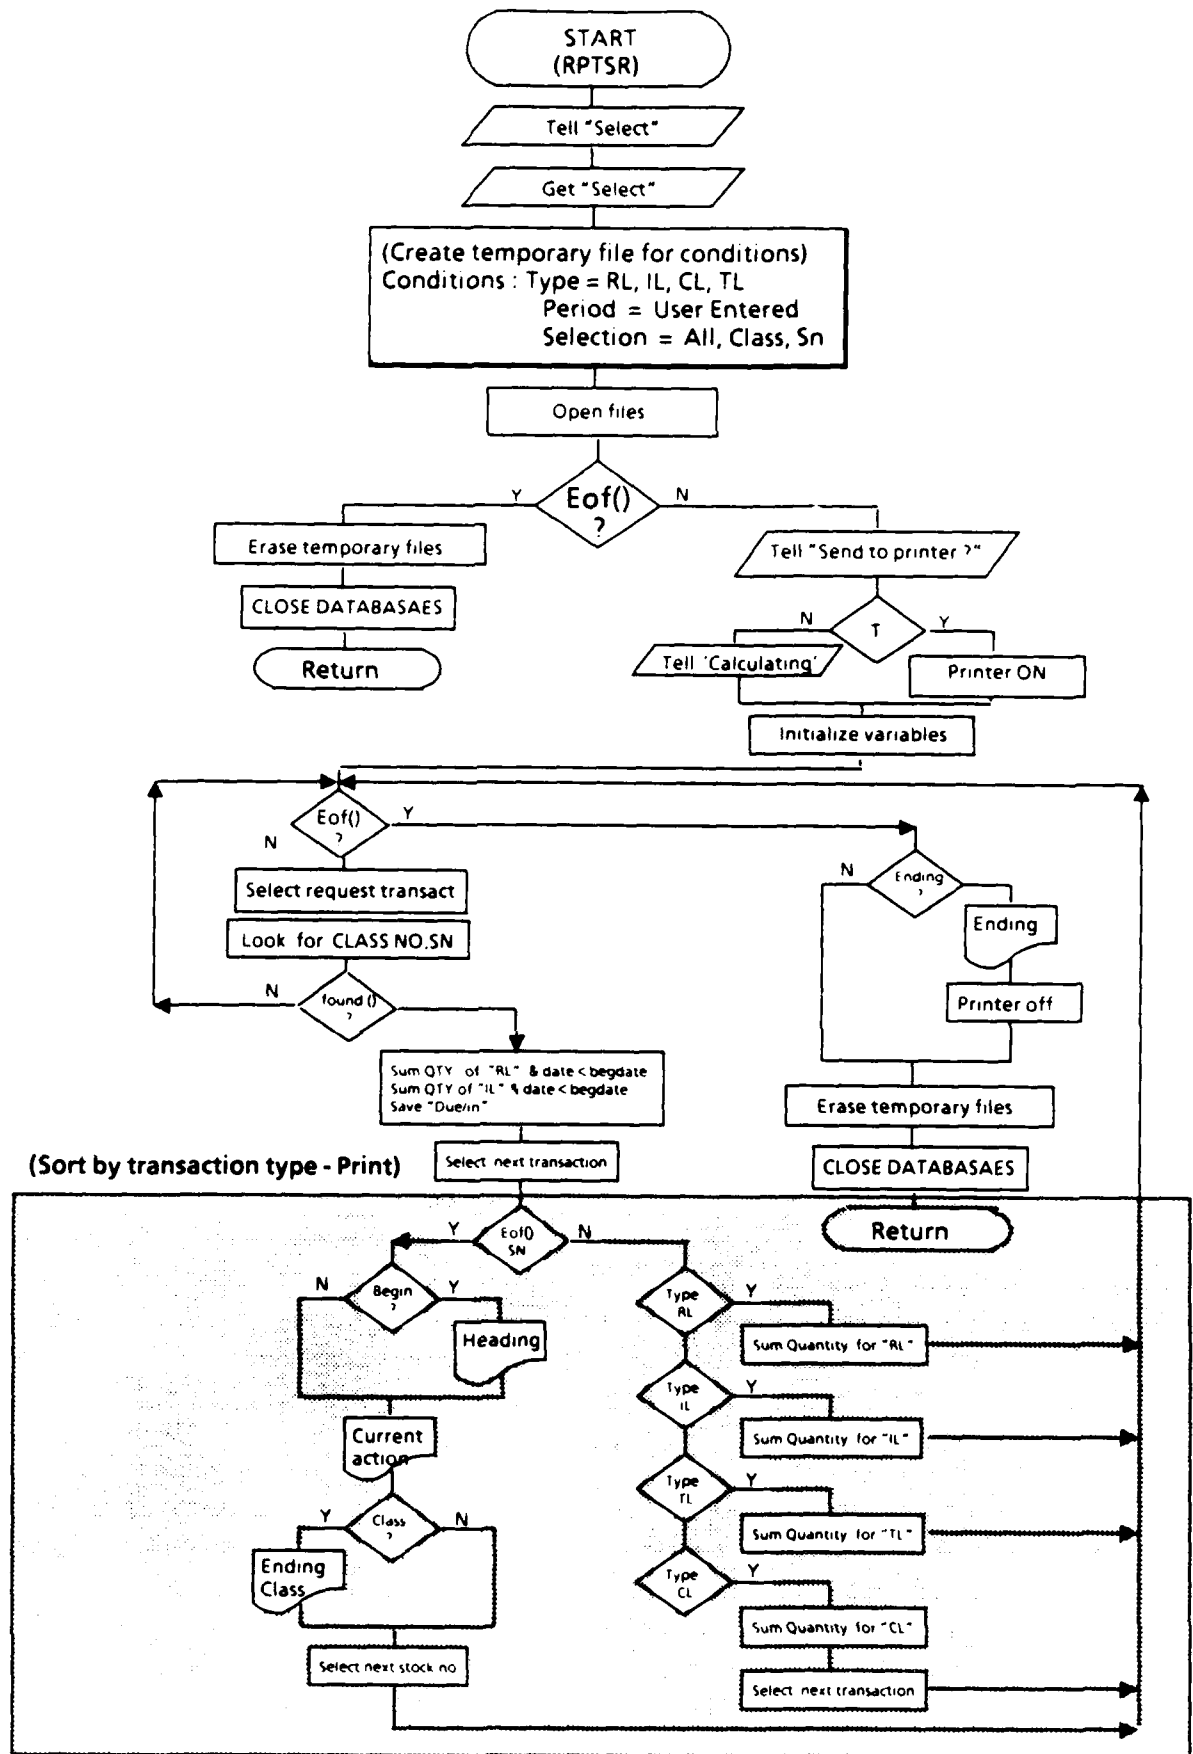 START
(RPTSR)
Tell "Select"
Get "Select"
(Create temporary file for conditions)
Conditions : Type = RL, IL, CL, TL
Period = User Entered
Selection = All, Class, Sn
Open files
Y
Eof()
?
N
Erase temporary files
CLOSE DATABASAES
Return
Tell "Send to printer ?"
N
T
Y
Tell 'Calculating'
Printer ON
Initialize variables
Eof()
?
Y
N
Select request transact
Look for CLASS NO.SN
N
found ()
?
N
Ending
?
Ending
Printer off
Sum QTY of "RL" & date < begdate
Sum QTY of "IL" & date < begdate
Save "Due/in"
Select next transaction
Erase temporary files
CLOSE DATABASAES
Return
(Sort by transaction type - Print)
Y
Eof()
SN
N
N
Begin
?
Y
Heading
Current
action
Y
Class
?
N
Ending
Class
Select next stock no
Type
RL
Y
Sum Quantity for "RL"
Type
IL
Y
Sum Quantity for "IL"
Type
TL
Y
Sum Quantity for "TL"
Type
CL
Y
Sum Quantity for "CL"
Select next transaction